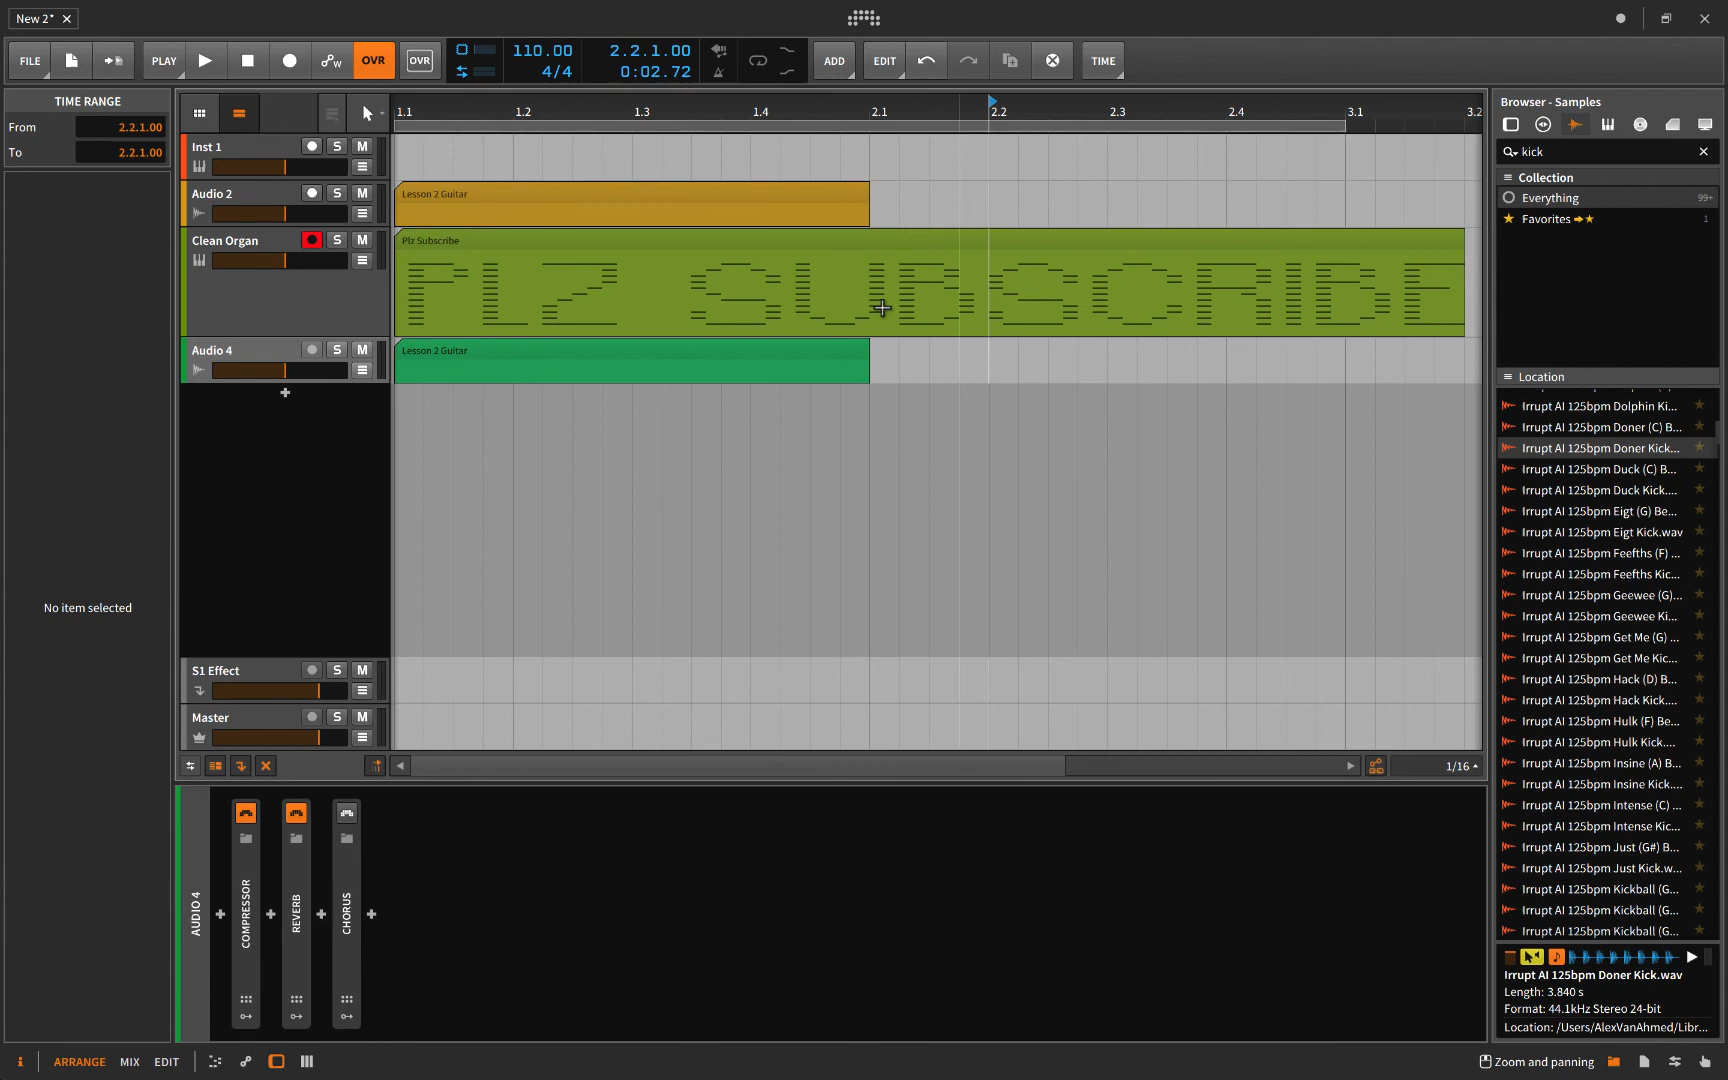 New 2*
FILE
PLAY
OVR
OVR
110.00
4/4
2.2.1.00
0:02.72
ADD
EDIT
TIME
TIME RANGE
From 2.2.1.00
To 2.2.1.00
No item selected
1.1 1.2 1.3 1.4 2.1 2.2 2.3 2.4 3.1 3.2
Inst 1 S M
Audio 2 S M
Lesson 2 Guitar
Clean Organ S M
Plz Subscribe
PLZ SUBSCRIBE
Audio 4 S M
Lesson 2 Guitar
S1 Effect S M
Master S M
1/16
AUDIO 4
COMPRESSOR
REVERB
CHORUS
Browser - Samples
kick
Collection
Everything 99+
Favorites 1
Location
Irrupt AI 125bpm Dolphin Ki...
Irrupt AI 125bpm Doner (C) B...
Irrupt AI 125bpm Doner Kick...
Irrupt AI 125bpm Duck (C) B...
Irrupt AI 125bpm Duck Kick....
Irrupt AI 125bpm Eigt (G) Be...
Irrupt AI 125bpm Eigt Kick.wav
Irrupt AI 125bpm Feefths (F) ...
Irrupt AI 125bpm Feefths Kic...
Irrupt AI 125bpm Geewee (G)...
Irrupt AI 125bpm Geewee Ki...
Irrupt AI 125bpm Get Me (G) ...
Irrupt AI 125bpm Get Me Kic...
Irrupt AI 125bpm Hack (D) B...
Irrupt AI 125bpm Hack Kick....
Irrupt AI 125bpm Hulk (F) Be...
Irrupt AI 125bpm Hulk Kick....
Irrupt AI 125bpm Insine (A) B...
Irrupt AI 125bpm Insine Kick....
Irrupt AI 125bpm Intense (C) ...
Irrupt AI 125bpm Intense Kic...
Irrupt AI 125bpm Just (G#) B...
Irrupt AI 125bpm Just Kick.w...
Irrupt AI 125bpm Kickball (G...
Irrupt AI 125bpm Kickball (G...
Irrupt AI 125bpm Kickball (G...
Irrupt AI 125bpm Doner Kick.wav
Length: 3.840 s
Format: 44.1kHz Stereo 24-bit
Location: /Users/AlexVanAhmed/Libr...
i ARRANGE MIX EDIT
Zoom and panning